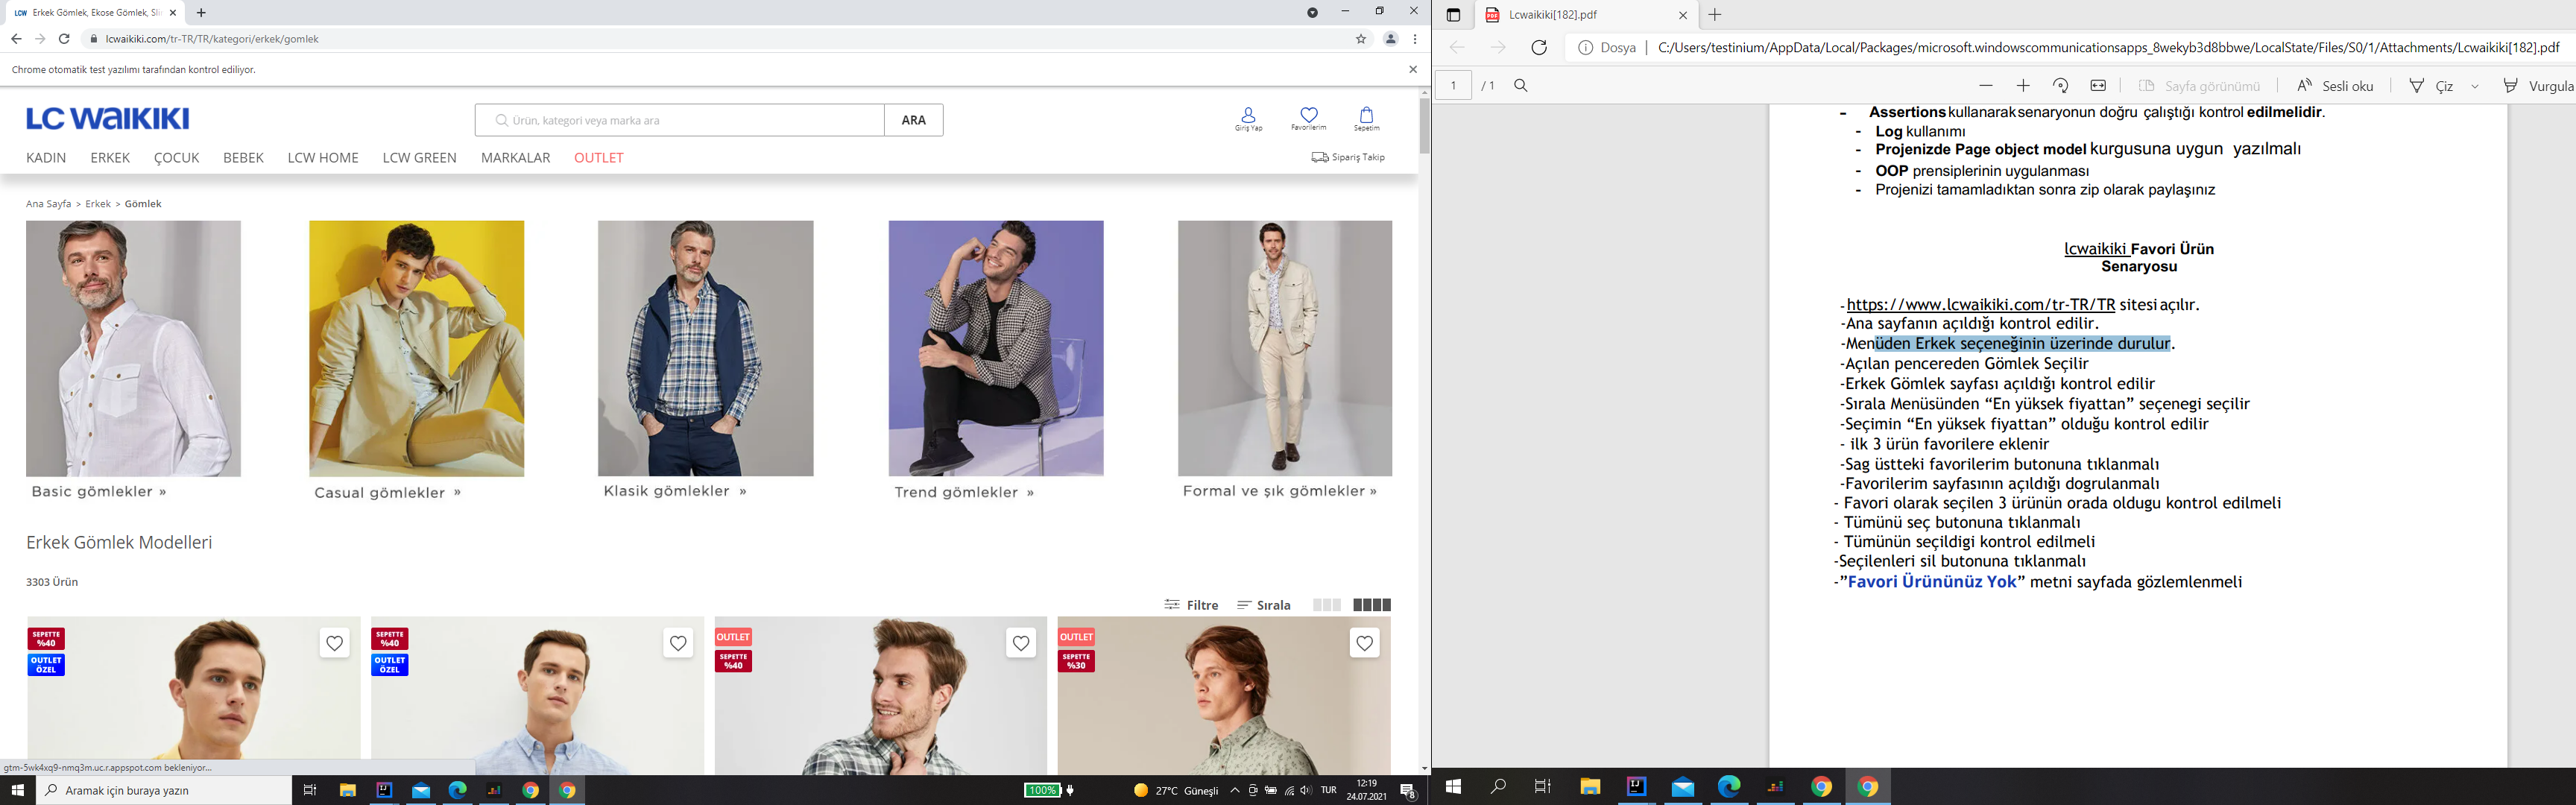 LCW Erkek Gömlek, Ekose Gömlek, Sli
lcwaikiki.com/tr-TR/TR/kategori/erkek/gomlek
Chrome otomatik test yazılımı tarafından kontrol ediliyor.
LC WAIKIKI
Ürün, kategori veya marka ara
ARA
Giriş Yap
Favorilerim
Sepetim
KADIN ERKEK ÇOCUK BEBEK LCW HOME LCW GREEN MARKALAR OUTLET
Sipariş Takip
Ana Sayfa > Erkek > Gömlek
Basic gömlekler »
Casual gömlekler »
Klasik gömlekler »
Trend gömlekler »
Formal ve şık gömlekler »
Erkek Gömlek Modelleri
3303 Ürün
Filtre
Sırala
SEPETTE
%40
OUTLET
ÖZEL
SEPETTE
%40
OUTLET
ÖZEL
OUTLET
SEPETTE
%40
OUTLET
SEPETTE
%30
gtm-5wk4xq9-nmq3m.uc.r.appspot.com bekleniyor...
Aramak için buraya yazın
100%
27°C Güneşli
TUR
12:19
24.07.2021
8
Lcwaikiki[182].pdf
Dosya | C:/Users/testinium/AppData/Local/Packages/microsoft.windowscommunicationsapps_8wekyb3d8bbwe/LocalState/Files/S0/1/Attachments/Lcwaikiki[182].pdf
1 / 1
Sayfa görünümü
Sesli oku
Çiz
Vurgula
- Assertions kullanarak senaryonun doğru çalıştığı kontrol edilmelidir.
- Log kullanımı
- Projenizde Page object model kurgusuna uygun yazılmalı
- OOP prensiplerinin uygulanması
- Projenizi tamamladıktan sonra zip olarak paylaşınız
lcwaikiki Favori Ürün
Senaryosu
-https://www.lcwaikiki.com/tr-TR/TR sitesi açılır.
-Ana sayfanın açıldığı kontrol edilir.
-Menüden Erkek seçeneğinin üzerinde durulur.
-Açılan pencereden Gömlek Seçilir
-Erkek Gömlek sayfası açıldığı kontrol edilir
-Sırala Menüsünden “En yüksek fiyattan” seçenegi seçilir
-Seçimin “En yüksek fiyattan” olduğu kontrol edilir
- ilk 3 ürün favorilere eklenir
-Sag üstteki favorilerim butonuna tıklanmalı
-Favorilerim sayfasının açıldığı dogrulanmalı
- Favori olarak seçilen 3 ürünün orada oldugu kontrol edilmeli
- Tümünü seç butonuna tıklanmalı
- Tümünün seçildigi kontrol edilmeli
-Seçilenleri sil butonuna tıklanmalı
-”Favori Ürününüz Yok” metni sayfada gözlemlenmeli